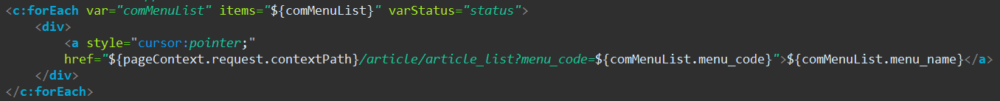 <c:forEach var="comMenuList" items="${comMenuList}" varStatus="status">
<div>
<a style="cursor:pointer;"
href="${pageContext.request.contextPath}/article/article_list?menu_code=${comMenuList.menu_code}">${comMenuList.menu_name}</a>
</div>
</c:forEach>